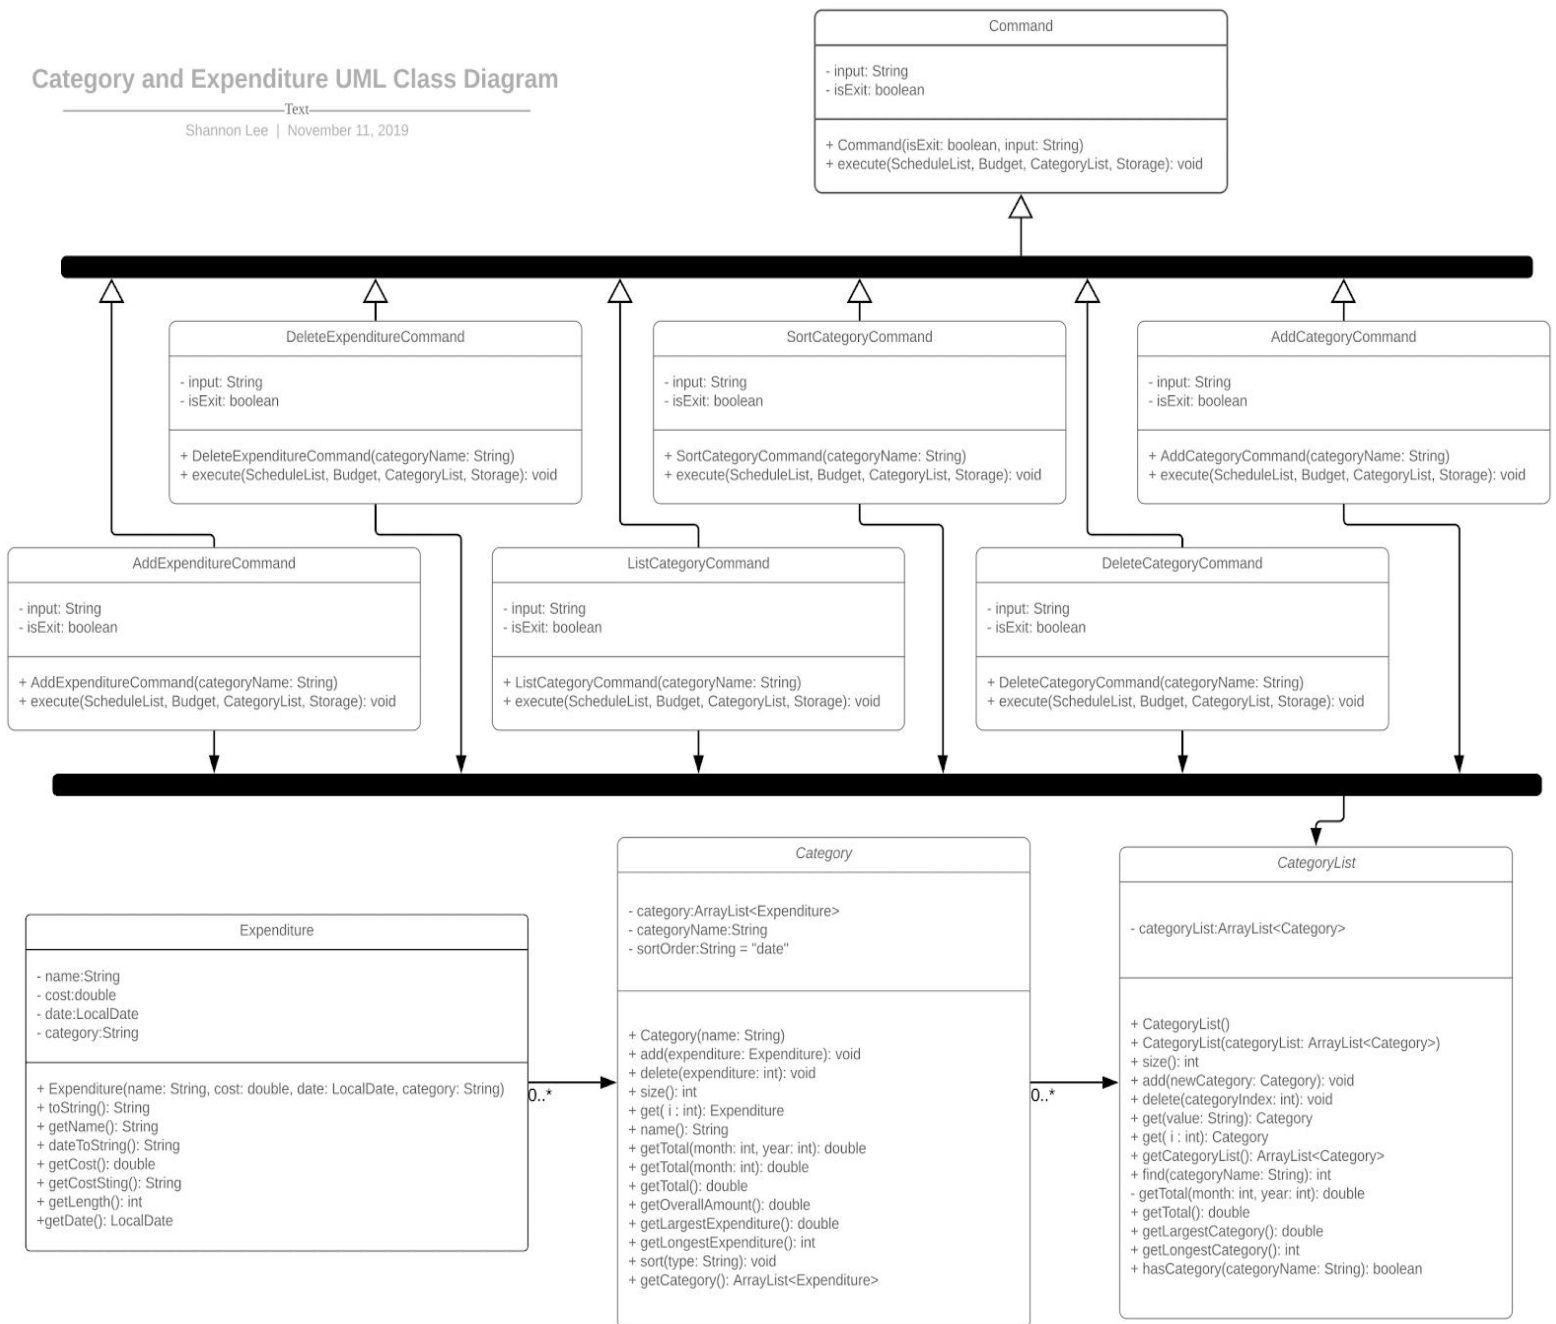 Category and Expenditure UML Class Diagram
Text
Shannon Lee | November 11, 2019
Command
- input: String
- isExit: boolean
+ Command(isExit: boolean, input: String)
+ execute(ScheduleList, Budget, CategoryList, Storage): void
DeleteExpenditureCommand
- input: String
- isExit: boolean
+ DeleteExpenditureCommand(categoryName: String)
+ execute(ScheduleList, Budget, CategoryList, Storage): void
SortCategoryCommand
- input: String
- isExit: boolean
+ SortCategoryCommand(categoryName: String)
+ execute(ScheduleList, Budget, CategoryList, Storage): void
AddCategoryCommand
- input: String
- isExit: boolean
+ AddCategoryCommand(categoryName: String)
+ execute(ScheduleList, Budget, CategoryList, Storage): void
AddExpenditureCommand
- input: String
- isExit: boolean
+ AddExpenditureCommand(categoryName: String)
+ execute(ScheduleList, Budget, CategoryList, Storage): void
ListCategoryCommand
- input: String
- isExit: boolean
+ ListCategoryCommand(categoryName: String)
+ execute(ScheduleList, Budget, CategoryList, Storage): void
DeleteCategoryCommand
- input: String
- isExit: boolean
+ DeleteCategoryCommand(categoryName: String)
+ execute(ScheduleList, Budget, CategoryList, Storage): void
Expenditure
- name:String
- cost:double
- date:LocalDate
- category:String
+ Expenditure(name: String, cost: double, date: LocalDate, category: String)
+ toString(): String
+ getName(): String
+ dateToString(): String
+ getCost(): double
+ getCostSting(): String
+ getLength(): int
+getDate(): LocalDate
0..*
Category
- category:ArrayList<Expenditure>
- categoryName:String
- sortOrder:String = "date"
+ Category(name: String)
+ add(expenditure: Expenditure): void
+ delete(expenditure: int): void
+ size(): int
+ get( i : int): Expenditure
+ name(): String
+ getTotal(month: int, year: int): double
+ getTotal(month: int): double
+ getTotal(): double
+ getOverallAmount(): double
+ getLargestExpenditure(): double
+ getLongestExpenditure(): int
+ sort(type: String): void
+ getCategory(): ArrayList<Expenditure>
0..*
CategoryList
- categoryList:ArrayList<Category>
+ CategoryList()
+ CategoryList(categoryList: ArrayList<Category>)
+ size(): int
+ add(newCategory: Category): void
+ delete(categoryIndex: int): void
+ get(value: String): Category
+ get( i : int): Category
+ getCategoryList(): ArrayList<Category>
+ find(categoryName: String): int
- getTotal(month: int, year: int): double
+ getTotal(): double
+ getLargestCategory(): double
+ getLongestCategory(): int
+ hasCategory(categoryName: String): boolean